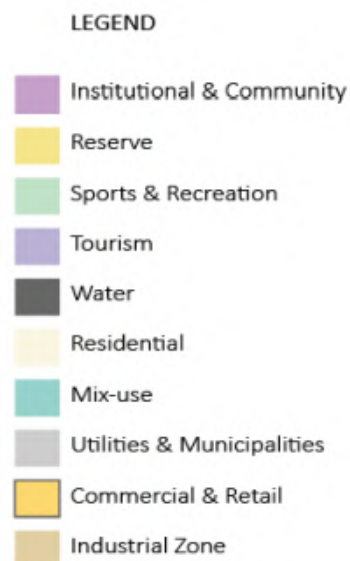 LEGEND
Institutional & Community
Reserve
Sports & Recreation
Tourism
Water
Residential
Mix-use
Utilities & Municipalities
Commercial & Retail
Industrial Zone